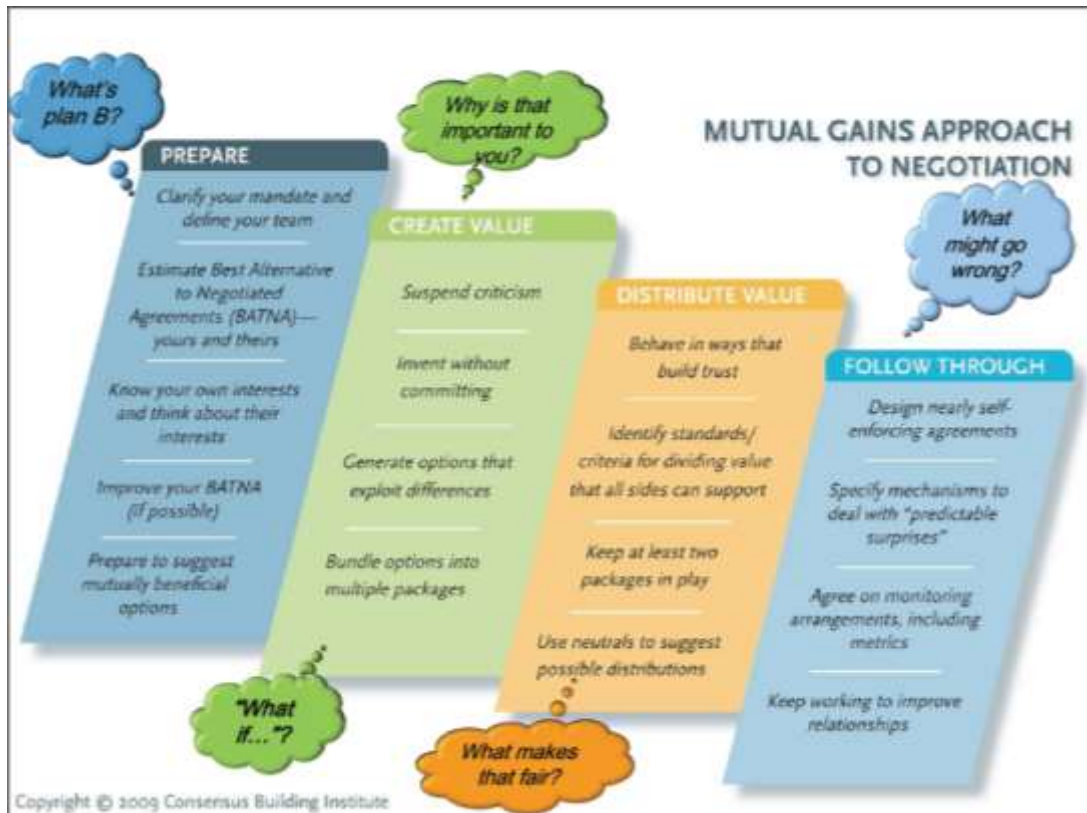 What's
plan B?
Why is that
important to
you?
MUTUAL GAINS APPROACH
TO NEGOTIATION
What
might go
wrong?
PREPARE
Clarify your mandate and
define your team
Estimate Best Alternative
to Negotiated
Agreements (BATNA)—
yours and theirs
Know your own interests
and think about their
interests
Improve your BATNA
(if possible)
Prepare to suggest
mutually beneficial
options
CREATE VALUE
Suspend criticism
Invent without
committing
Generate options that
exploit differences
Bundle options into
multiple packages
"What
if..."?
DISTRIBUTE VALUE
Behave in ways that
build trust
Identify standards/
criteria for dividing value
that all sides can support
Keep at least two
packages in play
Use neutrals to suggest
possible distributions
What makes
that fair?
FOLLOW THROUGH
Design nearly self-
enforcing agreements
Specify mechanisms to
deal with "predictable
surprises"
Agree on monitoring
arrangements, including
metrics
Keep working to improve
relationships
Copyright © 2009 Consensus Building Institute